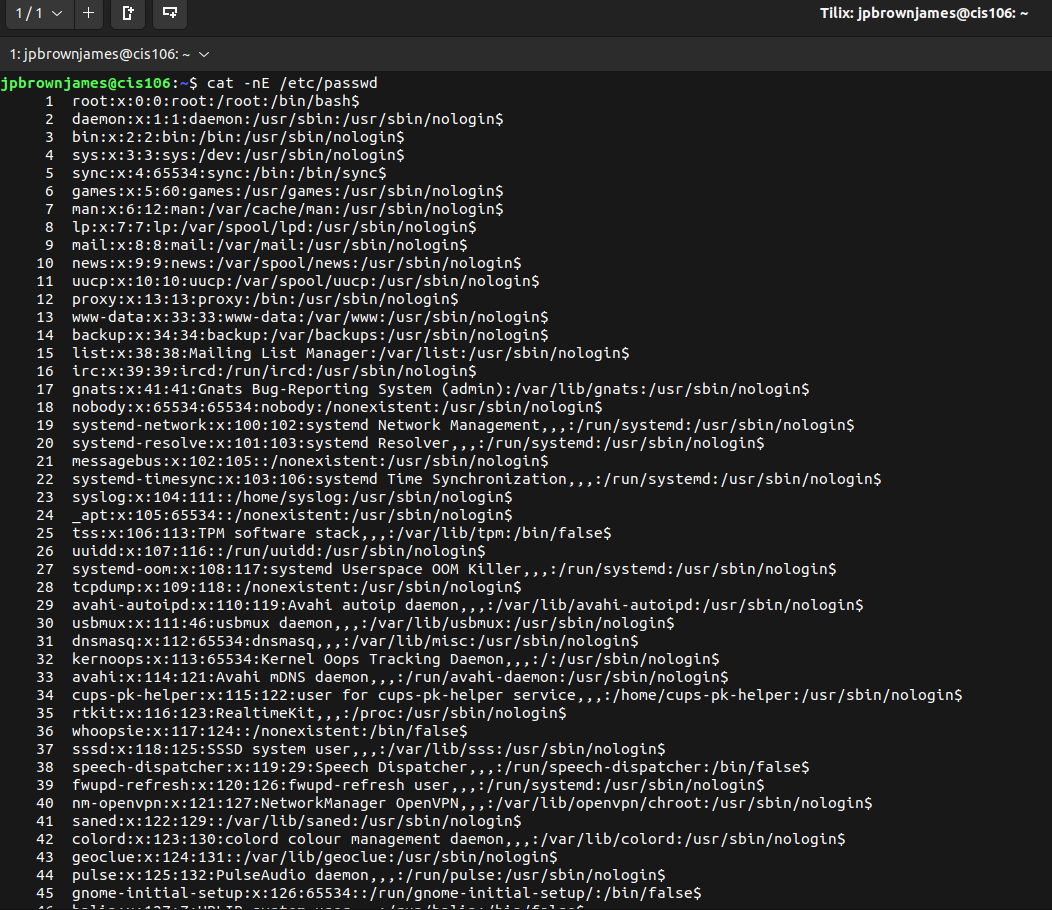 1 / 1
Tilix: jpbrownjames@cis106: ~
1: jpbrownjames@cis106: ~
jpbrownjames@cis106:~$ cat -nE /etc/passwd
1 root:x:0:0:root:/root:/bin/bash$
2 daemon:x:1:1:daemon:/usr/sbin:/usr/sbin/nologin$
3 bin:x:2:2:bin:/bin:/usr/sbin/nologin$
4 sys:x:3:3:sys:/dev:/usr/sbin/nologin$
5 sync:x:4:65534:sync:/bin:/bin/sync$
6 games:x:5:60:games:/usr/games:/usr/sbin/nologin$
7 man:x:6:12:man:/var/cache/man:/usr/sbin/nologin$
8 lp:x:7:7:lp:/var/spool/lpd:/usr/sbin/nologin$
9 mail:x:8:8:mail:/var/mail:/usr/sbin/nologin$
10 news:x:9:9:news:/var/spool/news:/usr/sbin/nologin$
11 uucp:x:10:10:uucp:/var/spool/uucp:/usr/sbin/nologin$
12 proxy:x:13:13:proxy:/bin:/usr/sbin/nologin$
13 www-data:x:33:33:www-data:/var/www:/usr/sbin/nologin$
14 backup:x:34:34:backup:/var/backups:/usr/sbin/nologin$
15 list:x:38:38:Mailing List Manager:/var/list:/usr/sbin/nologin$
16 irc:x:39:39:ircd:/run/ircd:/usr/sbin/nologin$
17 gnats:x:41:41:Gnats Bug-Reporting System (admin):/var/lib/gnats:/usr/sbin/nologin$
18 nobody:x:65534:65534:nobody:/nonexistent:/usr/sbin/nologin$
19 systemd-network:x:100:102:systemd Network Management,,,:/run/systemd:/usr/sbin/nologin$
20 systemd-resolve:x:101:103:systemd Resolver,,,:/run/systemd:/usr/sbin/nologin$
21 messagebus:x:102:105::/nonexistent:/usr/sbin/nologin$
22 systemd-timesync:x:103:106:systemd Time Synchronization,,,:/run/systemd:/usr/sbin/nologin$
23 syslog:x:104:111::/home/syslog:/usr/sbin/nologin$
24 _apt:x:105:65534::/nonexistent:/usr/sbin/nologin$
25 tss:x:106:113:TPM software stack,,,:/var/lib/tpm:/bin/false$
26 uuidd:x:107:116::/run/uuidd:/usr/sbin/nologin$
27 systemd-oom:x:108:117:systemd Userspace OOM Killer,,,:/run/systemd:/usr/sbin/nologin$
28 tcpdump:x:109:118::/nonexistent:/usr/sbin/nologin$
29 avahi-autoipd:x:110:119:Avahi autoip daemon,,,:/var/lib/avahi-autoipd:/usr/sbin/nologin$
30 usbmux:x:111:46:usbmux daemon,,,:/var/lib/usbmux:/usr/sbin/nologin$
31 dnsmasq:x:112:65534:dnsmasq,,,:/var/lib/misc:/usr/sbin/nologin$
32 kernoops:x:113:65534:Kernel Oops Tracking Daemon,,,:/:/usr/sbin/nologin$
33 avahi:x:114:121:Avahi mDNS daemon,,,:/run/avahi-daemon:/usr/sbin/nologin$
34 cups-pk-helper:x:115:122:user for cups-pk-helper service,,,:/home/cups-pk-helper:/usr/sbin/nologin$
35 rtkit:x:116:123:RealtimeKit,,,:/proc:/usr/sbin/nologin$
36 whoopsie:x:117:124::/nonexistent:/bin/false$
37 sssd:x:118:125:SSSD system user,,,:/var/lib/sss:/usr/sbin/nologin$
38 speech-dispatcher:x:119:29:Speech Dispatcher,,,:/run/speech-dispatcher:/bin/false$
39 fwupd-refresh:x:120:126:fwupd-refresh user,,,:/run/systemd:/usr/sbin/nologin$
40 nm-openvpn:x:121:127:NetworkManager OpenVPN,,,:/var/lib/openvpn/chroot:/usr/sbin/nologin$
41 saned:x:122:129::/var/lib/saned:/usr/sbin/nologin$
42 colord:x:123:130:colord colour management daemon,,,:/var/lib/colord:/usr/sbin/nologin$
43 geoclue:x:124:131::/var/lib/geoclue:/usr/sbin/nologin$
44 pulse:x:125:132:PulseAudio daemon,,,:/run/pulse:/usr/sbin/nologin$
45 gnome-initial-setup:x:126:65534::/run/gnome-initial-setup/:/bin/false$